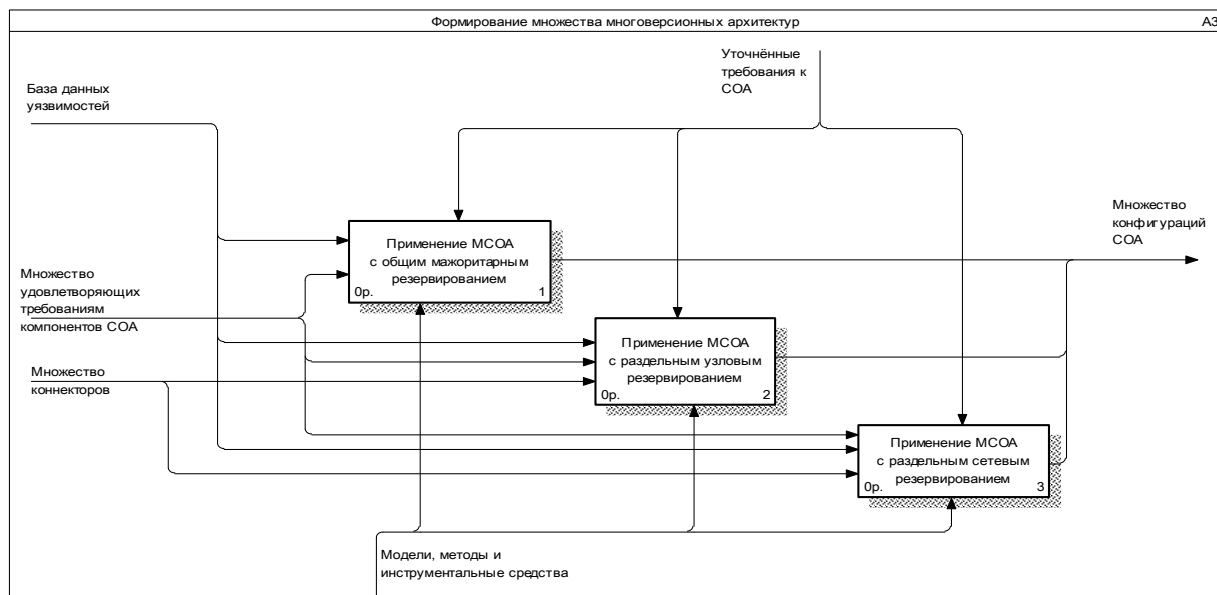 Формирование множества многоверсионных архитектур
A3
Уточнённые
требования к
СОА
База данных
уязвимостей
Множество
конфигураций
СОА
Применение МСОА
с общим мажоритарным
резервированием
0р.
1
Множество
удовлетворяющих
требованиям
компонентов СОА
Применение МСОА
с раздельным узловым
резервированием
0р.
2
Множество
коннекторов
Применение МСОА
с раздельным сетевым
резервированием
0р.
3
Модели, методы и
инструментальные средства